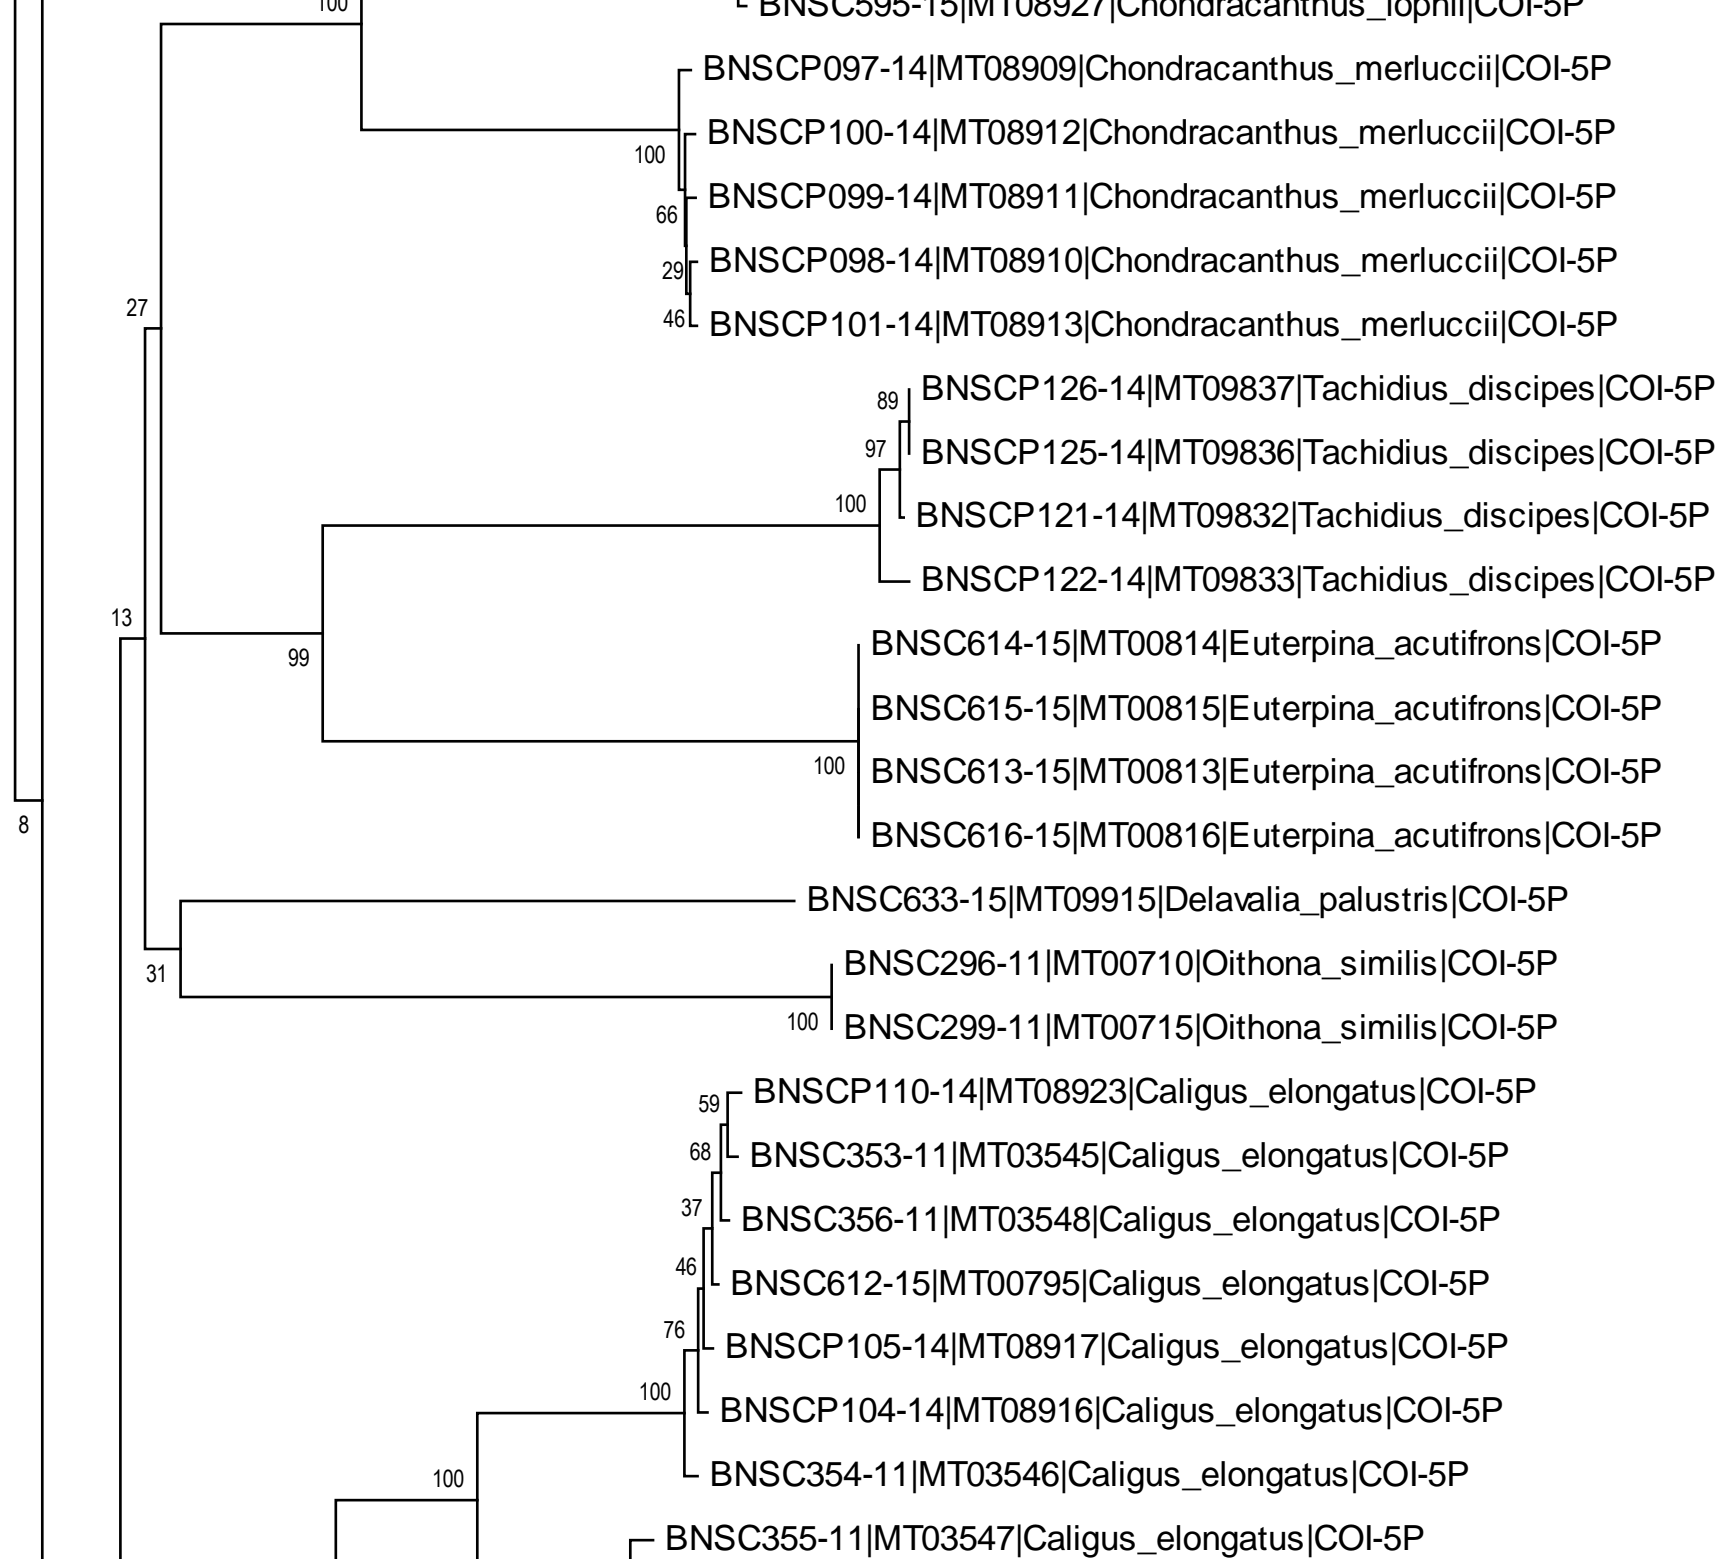 100
BNSC595-15|MT08927|Chondracanthus_lophii|COI-5P
BNSCP097-14|MT08909|Chondracanthus_merluccii|COI-5P
BNSCP100-14|MT08912|Chondracanthus_merluccii|COI-5P
100
BNSCP099-14|MT08911|Chondracanthus_merluccii|COI-5P
66
BNSCP098-14|MT08910|Chondracanthus_merluccii|COI-5P
29
27
46
BNSCP101-14|MT08913|Chondracanthus_merluccii|COI-5P
BNSCP126-14|MT09837|Tachidius_discipes|COI-5P
89
97
BNSCP125-14|MT09836|Tachidius_discipes|COI-5P
100
BNSCP121-14|MT09832|Tachidius_discipes|COI-5P
BNSCP122-14|MT09833|Tachidius_discipes|COI-5P
13
BNSC614-15|MT00814|Euterpina_acutifrons|COI-5P
99
BNSC615-15|MT00815|Euterpina_acutifrons|COI-5P
100
BNSC613-15|MT00813|Euterpina_acutifrons|COI-5P
8
BNSC616-15|MT00816|Euterpina_acutifrons|COI-5P
BNSC633-15|MT09915|Delavalia_palustris|COI-5P
31
BNSC296-11|MT00710|Oithona_similis|COI-5P
100
BNSC299-11|MT00715|Oithona_similis|COI-5P
BNSCP110-14|MT08923|Caligus_elongatus|COI-5P
59
68
BNSC353-11|MT03545|Caligus_elongatus|COI-5P
37
BNSC356-11|MT03548|Caligus_elongatus|COI-5P
46
BNSC612-15|MT00795|Caligus_elongatus|COI-5P
76
BNSCP105-14|MT08917|Caligus_elongatus|COI-5P
100
BNSCP104-14|MT08916|Caligus_elongatus|COI-5P
100
BNSC354-11|MT03546|Caligus_elongatus|COI-5P
BNSC355-11|MT03547|Caligus_elongatus|COI-5P